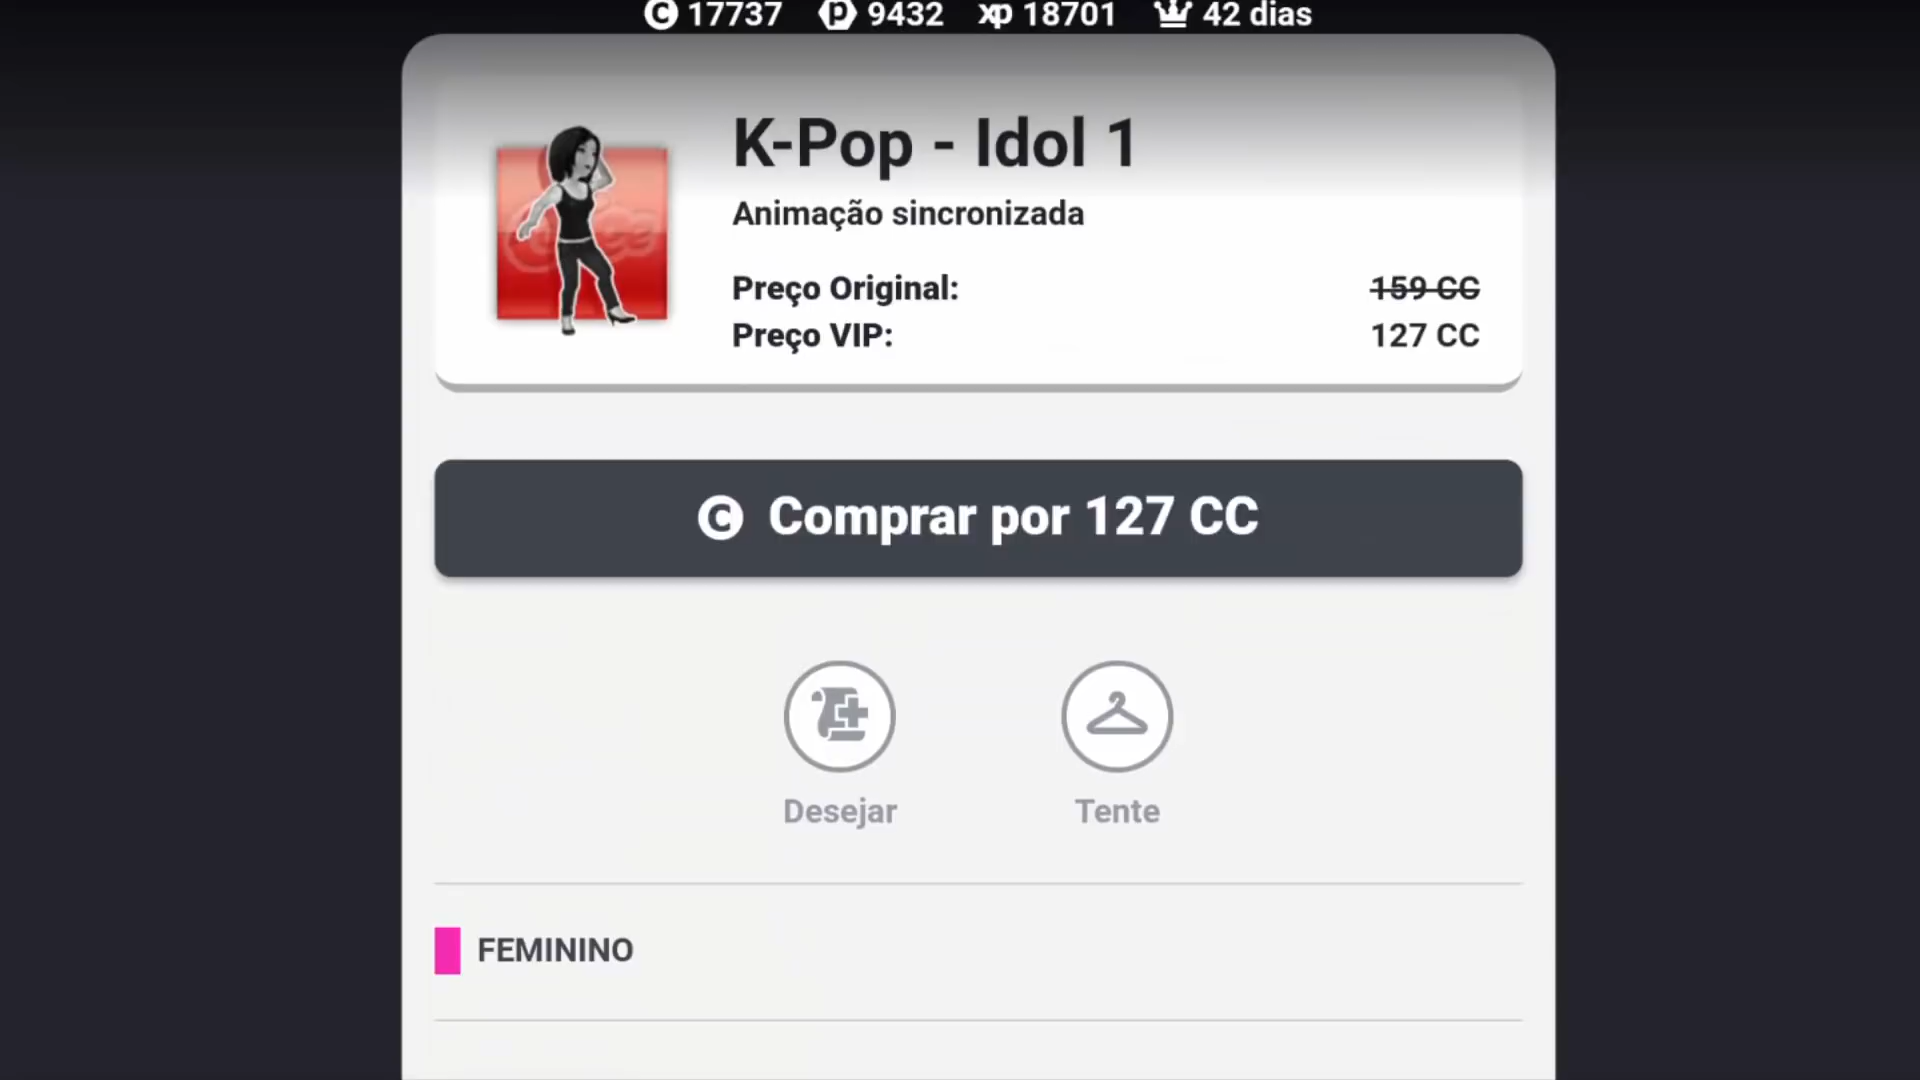 C 17737 p 9432 xp 18701 42 dias
K-Pop - Idol 1
Animação sincronizada
Preço Original: 159 CC
Preço VIP: 127 CC
C Comprar por 127 CC
Desejar Tente
FEMININO